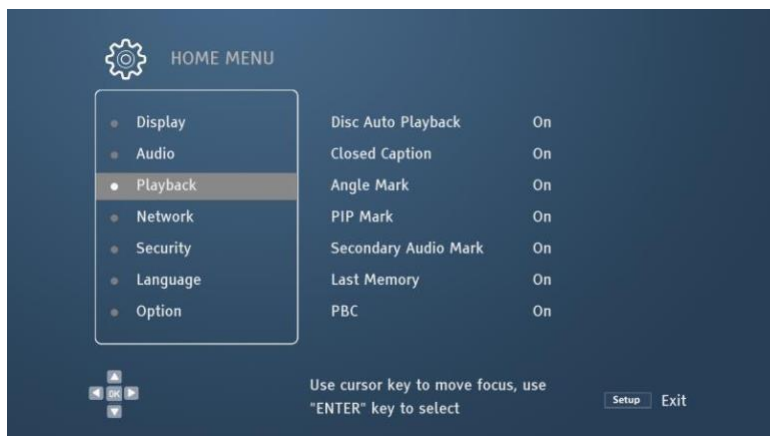 HOME MENU
Display Disc Auto Playback On
Audio Closed Caption On
Playback Angle Mark On
Network PIP Mark On
Security Secondary Audio Mark On
Language Last Memory On
Option PBC On
OK
Use cursor key to move focus, use
"ENTER" key to select
Setup Exit